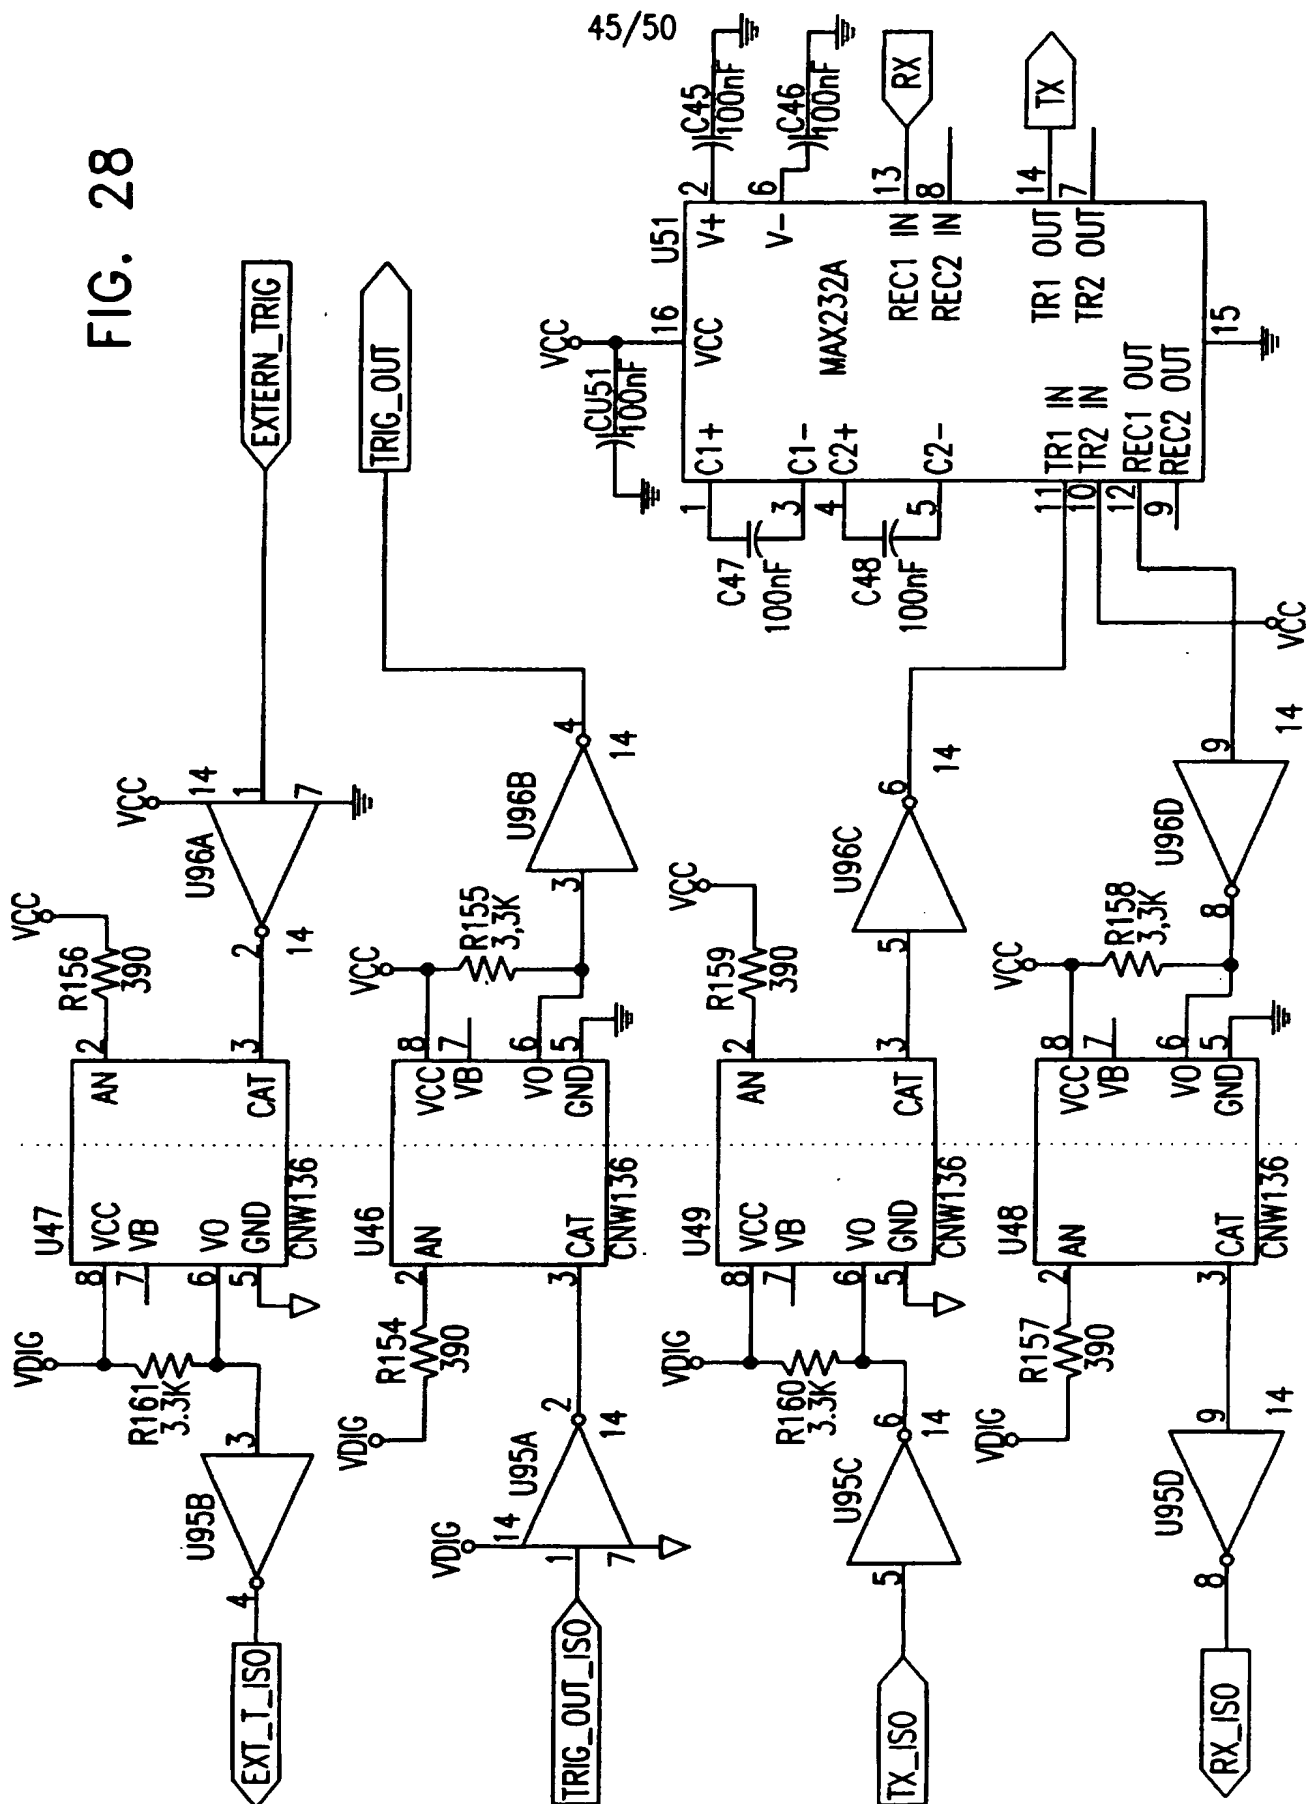 45/50
FIG. 28
EXTERN_TRIG
TRIG_OUT
RX
TX
C45
100nF
C46
100nF
U51
2
V+
6
V-
13
REC1 IN
8
REC2 IN
14
TR1 OUT
7
TR2 OUT
MAX232A
VCC
16
VCC
CU51
100nF
15
1
C1+
3
C1-
4
C2+
5
C2-
11
TR1 IN
10
TR2 IN
12
REC1 OUT
9
REC2 OUT
C47
100nF
C48
100nF
VCC
VCC
14
1
7
U96A
2
14
VCC
R156
390
U96B
4
14
3
VCC
R155
3,3K
U96C
6
14
5
VCC
R159
390
U96D
9
14
8
VCC
R158
3,3K
U47
2
AN
3
CAT
8
VCC
7
VB
6
VO
5
GND
CNW136
U46
8
VCC
7
VB
6
VO
5
GND
2
AN
3
CAT
CNW136
U49
2
AN
3
CAT
8
VCC
7
VB
6
VO
5
GND
CNW136
U48
8
VCC
7
VB
6
VO
5
GND
2
AN
3
CAT
CNW136
VDIG
R161
3.3K
3
U95B
4
EXT_T_ISO
R154
390
VDIG
VDIG
14
U95A
2
14
1
7
TRIG_OUT_ISO
VDIG
R160
3.3K
U95C
6
14
5
TX_ISO
R157
390
VDIG
U95D
9
14
8
RX_ISO